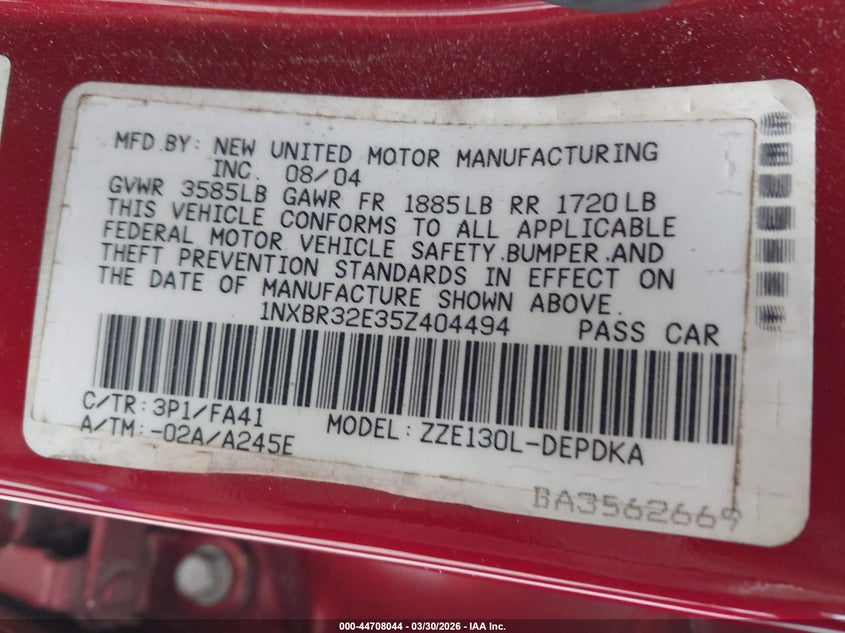 MFD BY: NEW UNITED MOTOR MANUFACTURING
INC. 08/04
GVWR 3585LB GAWR FR 1885LB RR 1720LB
THIS VEHICLE CONFORMS TO ALL APPLICABLE
FEDERAL MOTOR VEHICLE SAFETY,BUMPER,AND
THEFT PREVENTION STANDARDS IN EFFECT ON
THE DATE OF MANUFACTURE SHOWN ABOVE.
1NXBR32E35Z404494 PASS CAR
C/TR:3P1/FA41 MODEL:ZZE130L-DEPDKA
A/TM:-02A/A245E
BA3562669
000-44708044 - 03/30/2026 - IAA Inc.